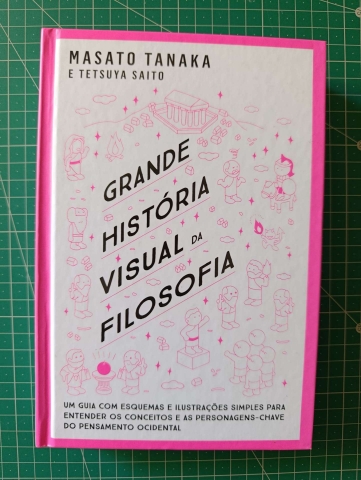 MASATO TANAKA
E TETSUYA SAITO
GRANDE
HISTÓRIA
VISUAL DA
FILOSOFIA
UM GUIA COM ESQUEMAS E ILUSTRAÇÕES SIMPLES PARA
ENTENDER OS CONCEITOS E AS PERSONAGENS-CHAVE
DO PENSAMENTO OCIDENTAL